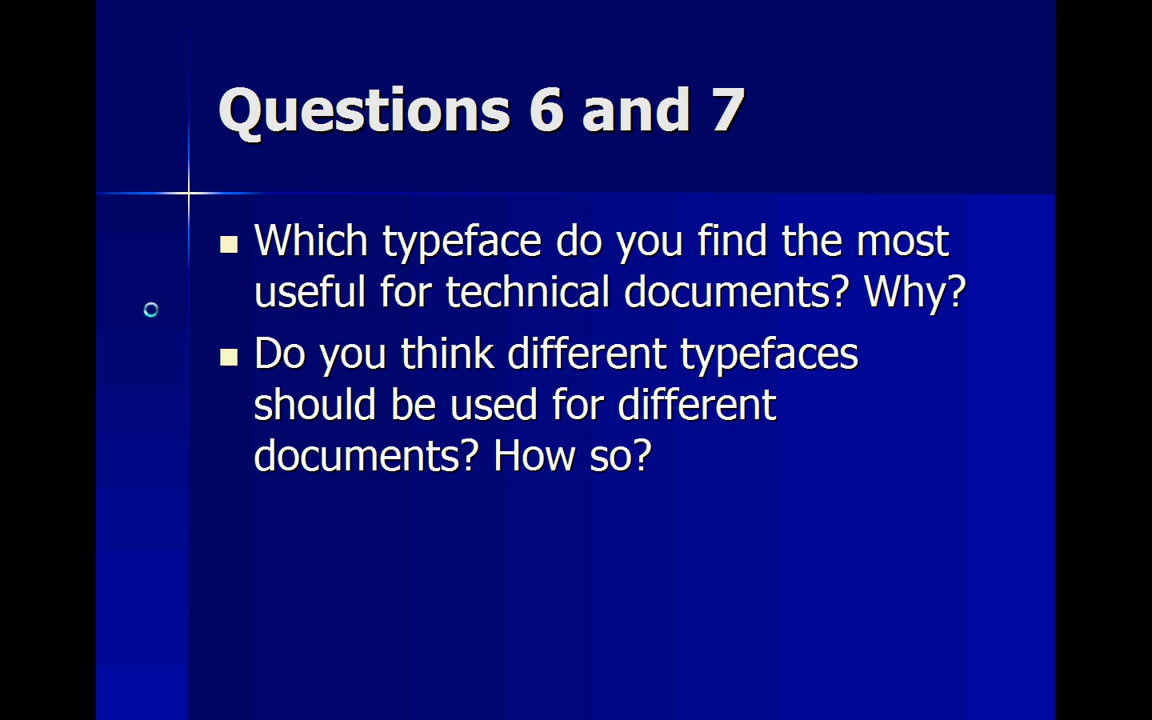 Questions 6 and 7
Which typeface do you find the most
useful for technical documents? Why?
Do you think different typefaces
should be used for different
documents? How so?